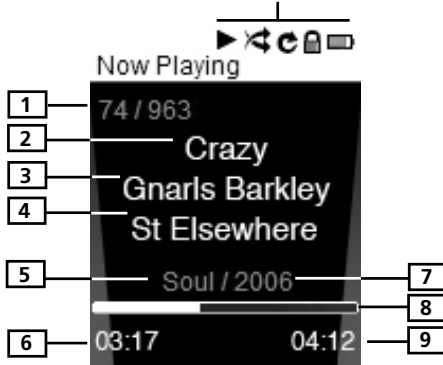 Now Playing
1 74 / 963
2 Crazy
3 Gnarls Barkley
4 St Elsewhere
5 Soul / 2006 7
8
6 03:17 04:12 9